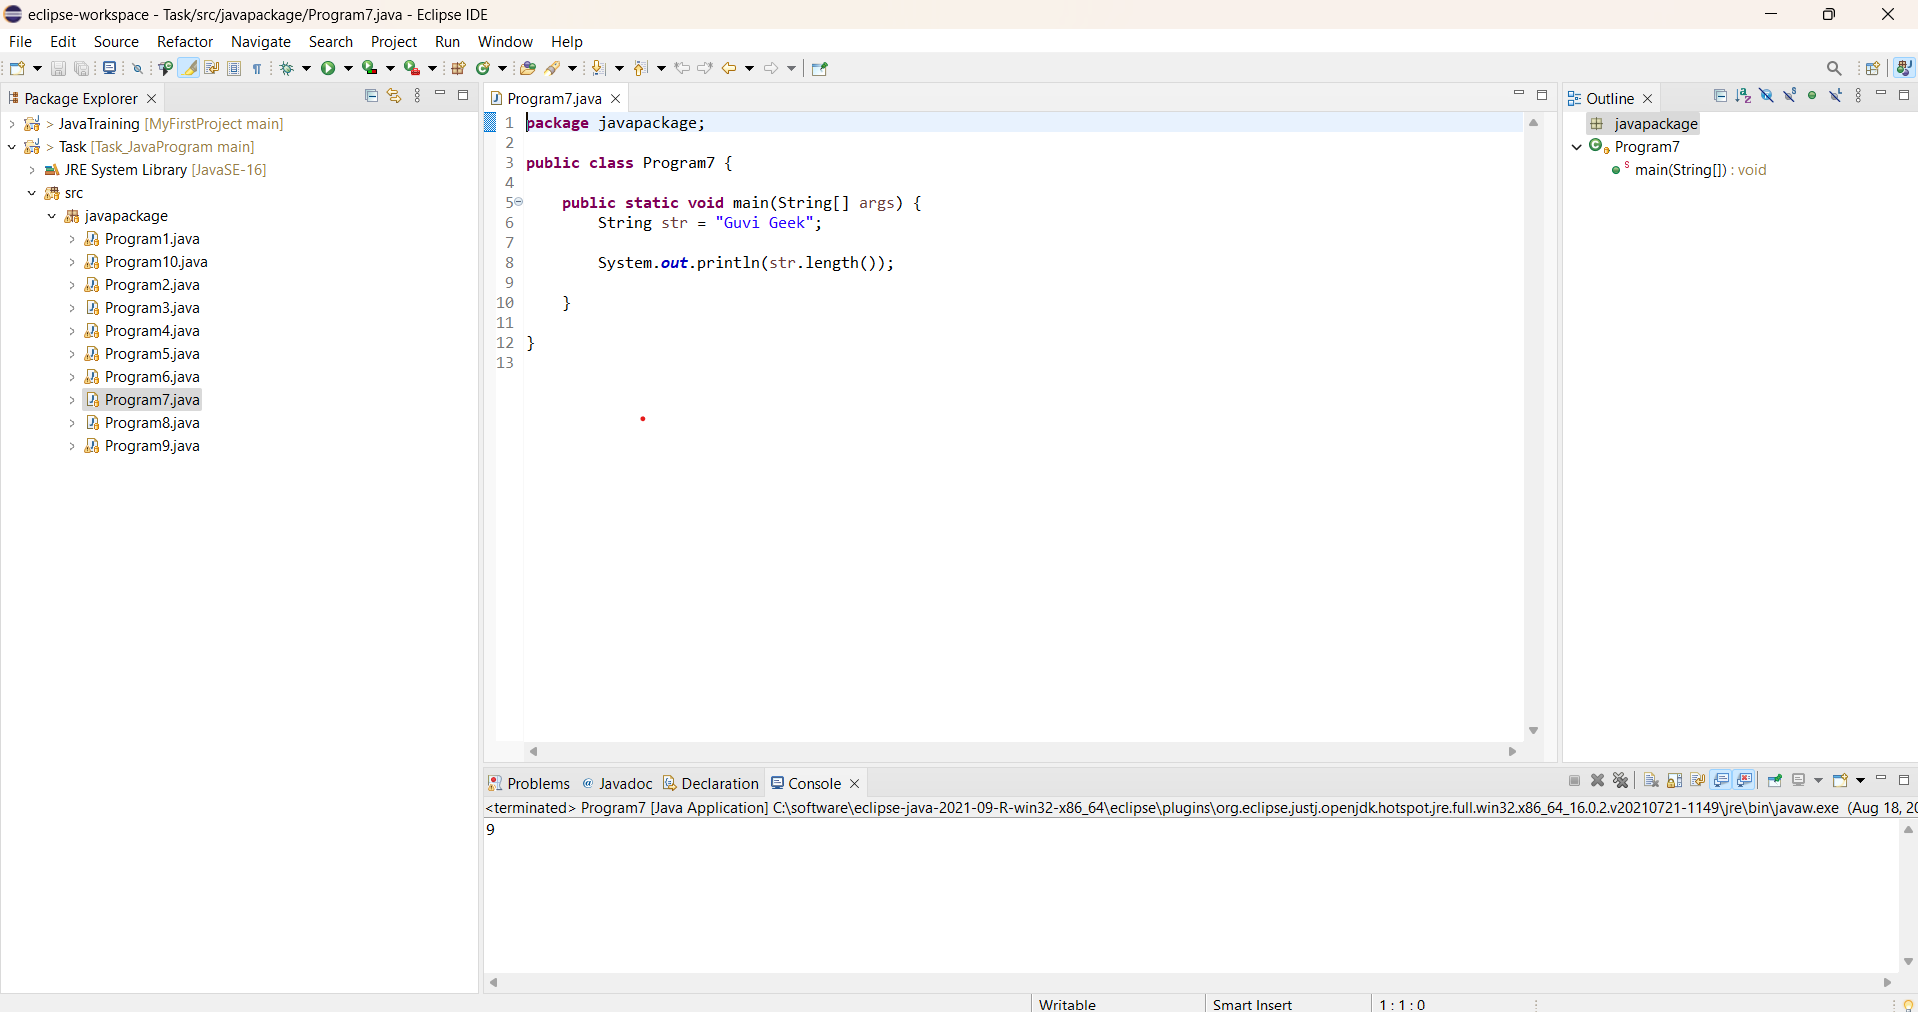 eclipse-workspace - Task/src/javapackage/Program7.java - Eclipse IDE
File Edit Source Refactor Navigate Search Project Run Window Help
Package Explorer
> JavaTraining [MyFirstProject main]
> Task [Task_JavaProgram main]
JRE System Library [JavaSE-16]
src
javapackage
Program1.java
Program10.java
Program2.java
Program3.java
Program4.java
Program5.java
Program6.java
Program7.java
Program8.java
Program9.java
Program7.java
1 package javapackage;
2
3 public class Program7 {
4
5 public static void main(String[] args) {
6 String str = "Guvi Geek";
7
8 System.out.println(str.length());
9
10 }
11
12 }
13
Outline
javapackage
Program7
main(String[]) : void
Problems @ Javadoc Declaration Console
<terminated> Program7 [Java Application] C:\software\eclipse-java-2021-09-R-win32-x86_64\eclipse\plugins\org.eclipse.justj.openjdk.hotspot.jre.full.win32.x86_64_16.0.2.v20210721-1149\jre\bin\javaw.exe (Aug 18, 20
9
Writable Smart Insert 1 : 1 : 0